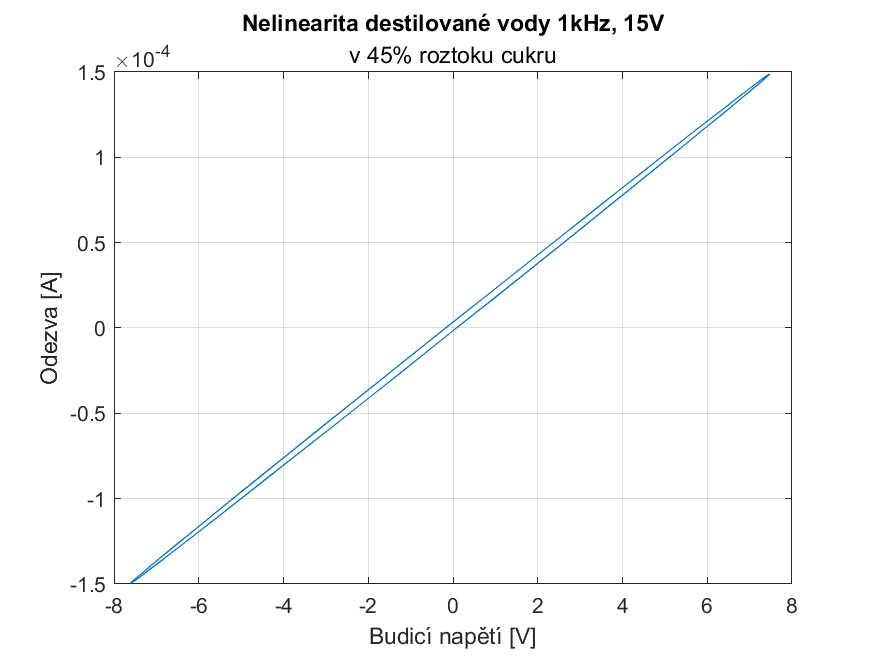 Nelinearita destilované vody 1kHz, 15V
v 45% roztoku cukru
×10-4
1.5
1
0.5
0
-0.5
-1
-1.5
-8 -6 -4 -2 0 2 4 6 8
Odezva [A]
Budicí napětí [V]